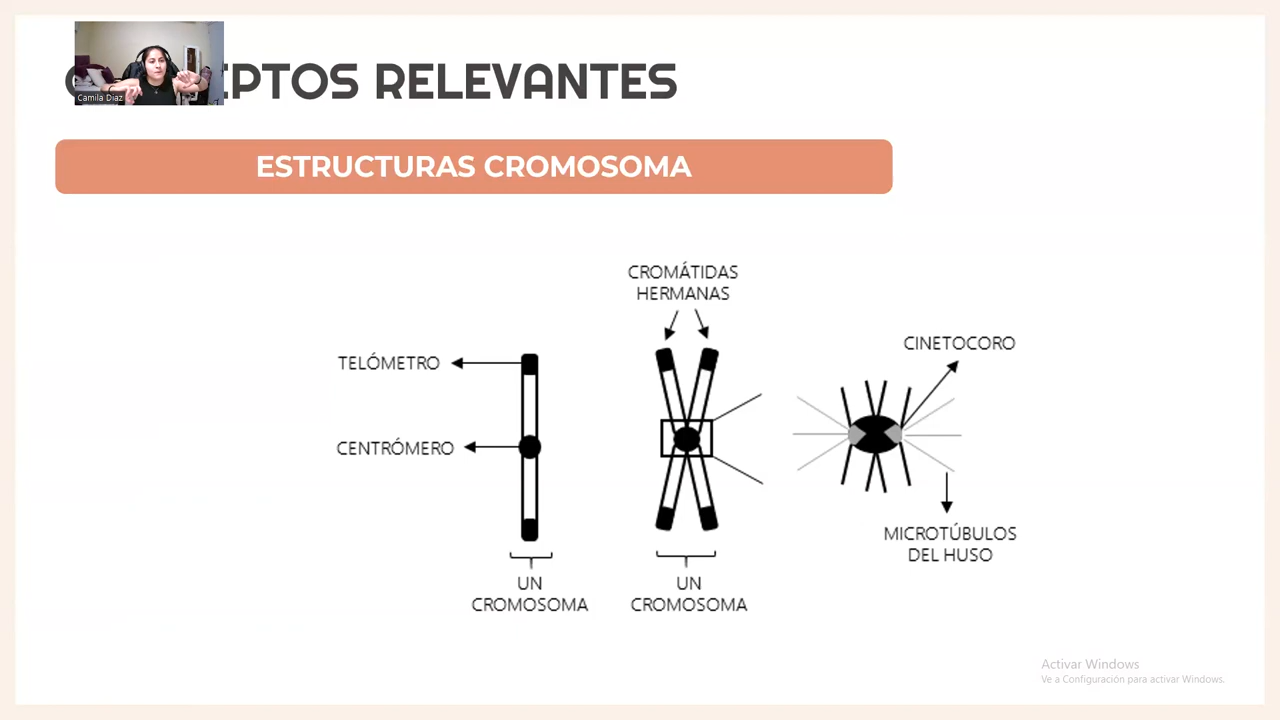 PTOS RELEVANTES
Camila Diaz
ESTRUCTURAS CROMOSOMA
CROMÁTIDAS
HERMANAS
CINETOCORO
TELÓMETRO
CENTRÓMERO
MICROTÚBULOS
DEL HUSO
UN
CROMOSOMA
UN
CROMOSOMA
Activar Windows
Ve a Configuración para activar Windows.